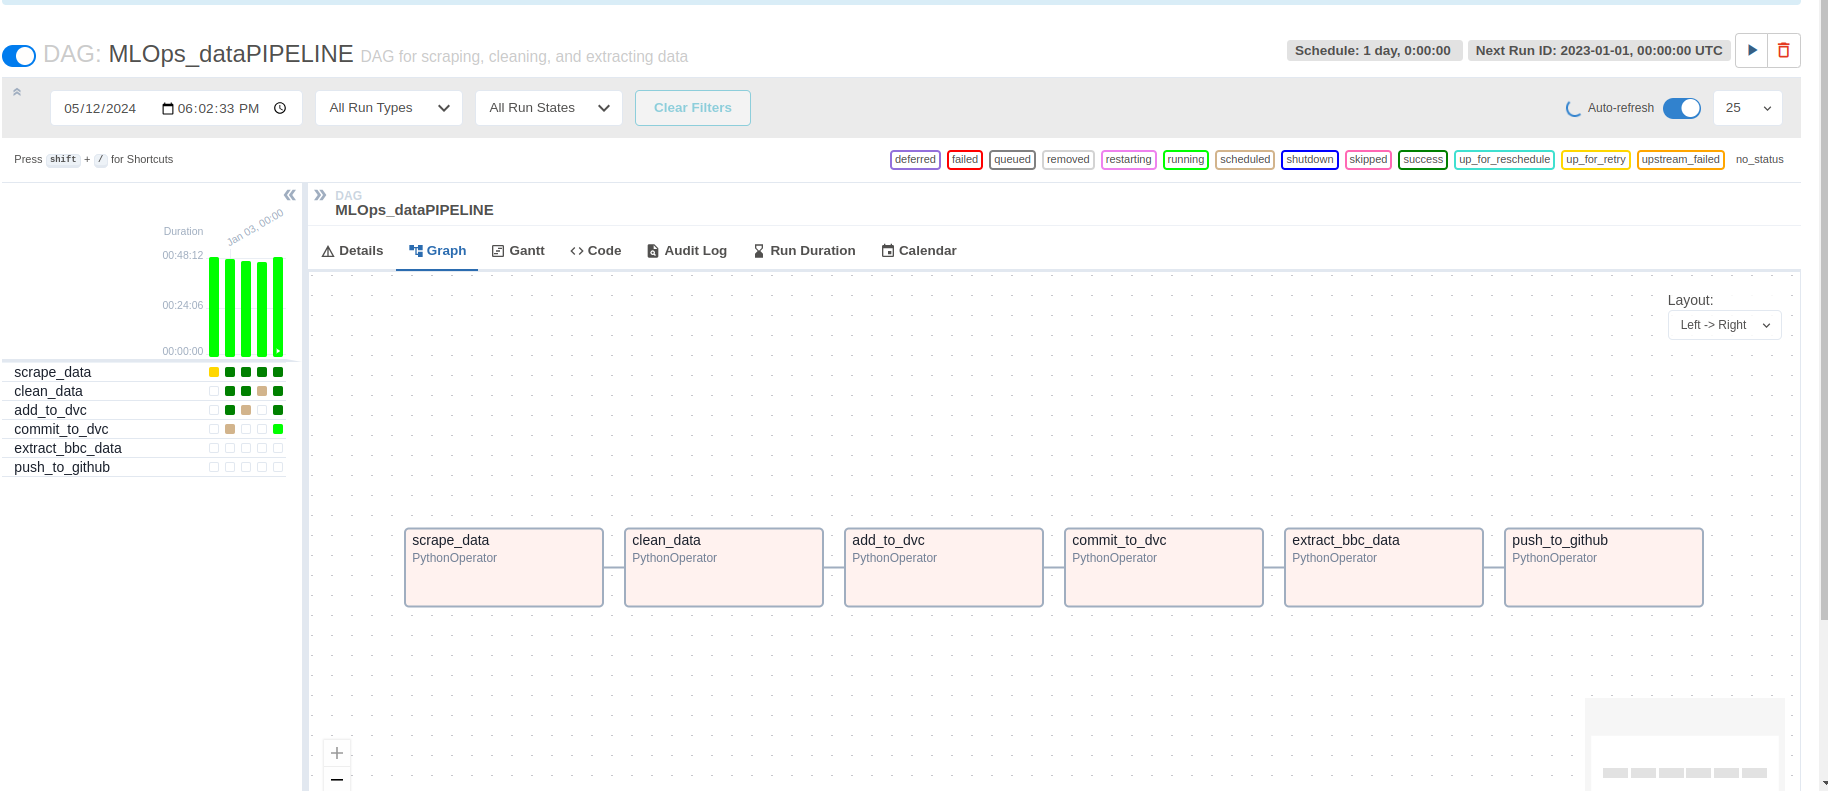 DAG: MLOps_dataPIPELINE DAG for scraping, cleaning, and extracting data
Schedule: 1 day, 0:00:00 Next Run ID: 2023-01-01, 00:00:00 UTC
05/12/2024 06:02:33 PM All Run Types All Run States Clear Filters Auto-refresh 25
Press shift + / for Shortcuts
deferred failed queued removed restarting running scheduled shutdown skipped success up_for_reschedule up_for_retry upstream_failed no_status
Duration
Jan 03, 00:00
00:48:12
00:24:06
00:00:00
scrape_data
clean_data
add_to_dvc
commit_to_dvc
extract_bbc_data
push_to_github
DAG
MLOps_dataPIPELINE
Details Graph Gantt Code Audit Log Run Duration Calendar
Layout:
Left -> Right
scrape_data
PythonOperator
clean_data
PythonOperator
add_to_dvc
PythonOperator
commit_to_dvc
PythonOperator
extract_bbc_data
PythonOperator
push_to_github
PythonOperator